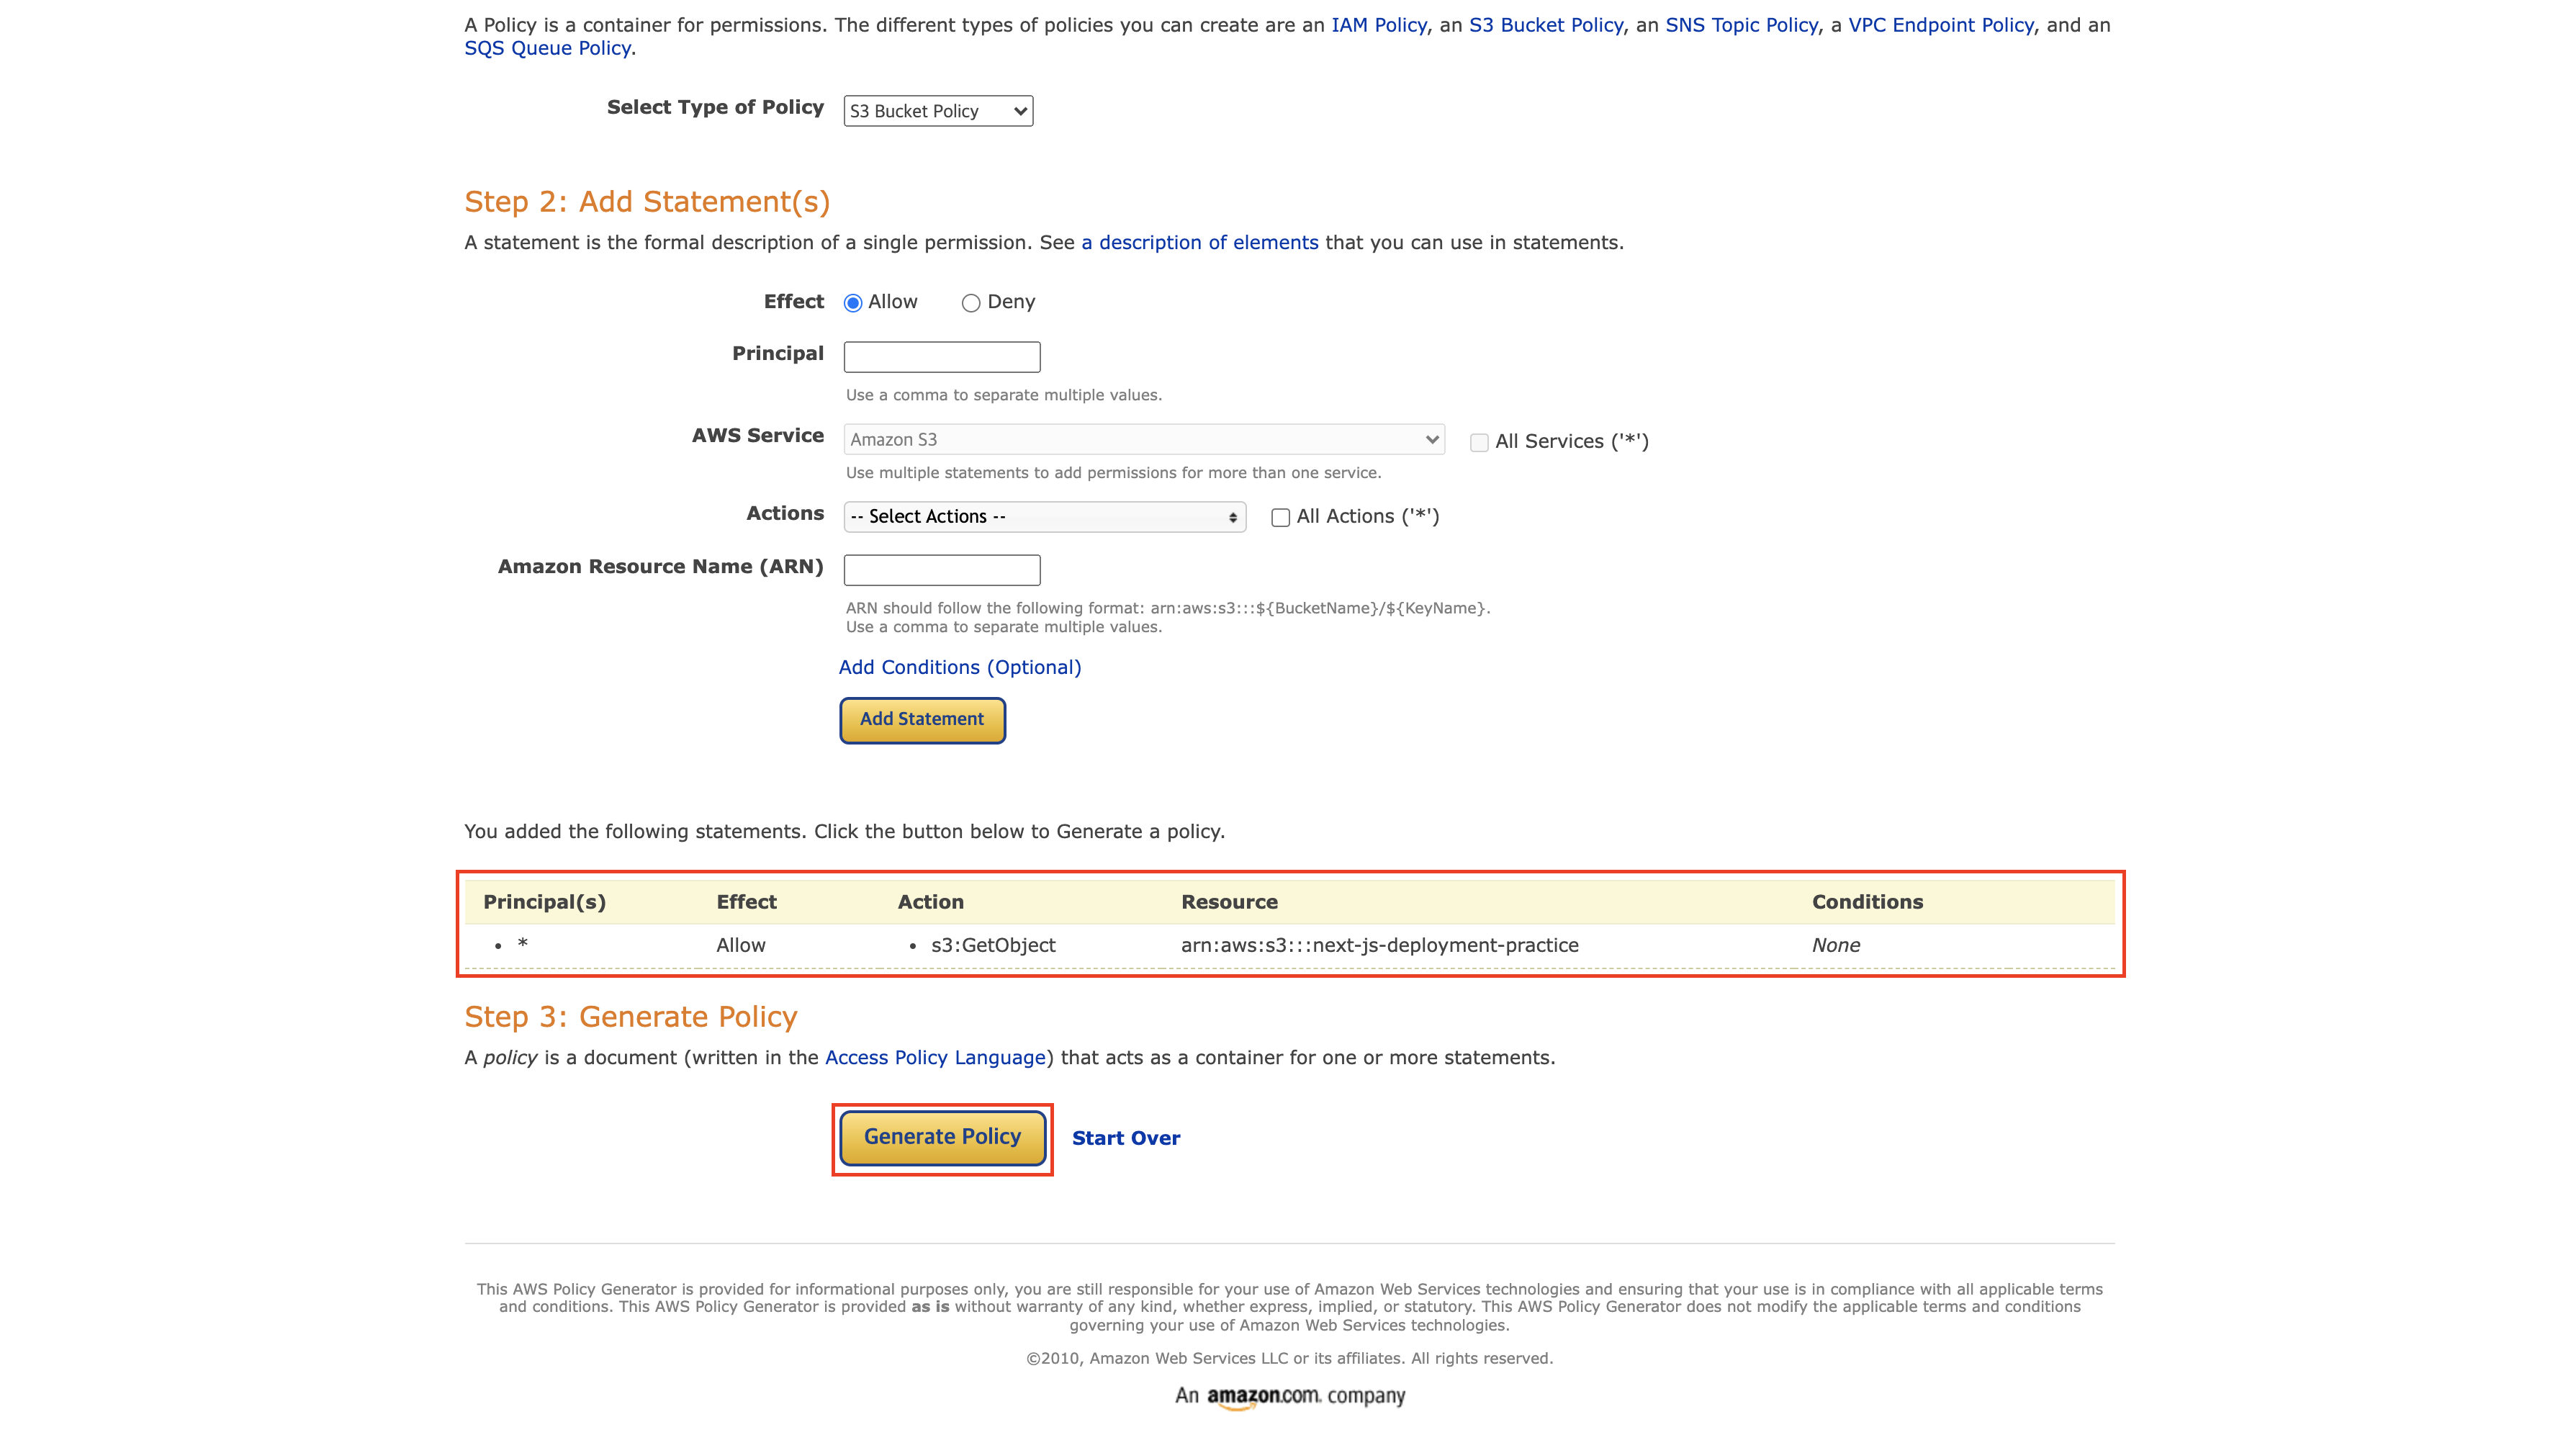 A Policy is a container for permissions. The different types of policies you can create are an IAM Policy, an S3 Bucket Policy, an SNS Topic Policy, a VPC Endpoint Policy, and an
SQS Queue Policy.
Select Type of Policy S3 Bucket Policy
Step 2: Add Statement(s)
A statement is the formal description of a single permission. See a description of elements that you can use in statements.
Effect Allow Deny
Principal
Use a comma to separate multiple values.
AWS Service Amazon S3 All Services ('*')
Use multiple statements to add permissions for more than one service.
Actions -- Select Actions -- All Actions ('*')
Amazon Resource Name (ARN)
ARN should follow the following format: arn:aws:s3:::${BucketName}/${KeyName}.
Use a comma to separate multiple values.
Add Conditions (Optional)
Add Statement
You added the following statements. Click the button below to Generate a policy.
Principal(s) Effect Action Resource Conditions
• * Allow • s3:GetObject arn:aws:s3:::next-js-deployment-practice None
Step 3: Generate Policy
A policy is a document (written in the Access Policy Language) that acts as a container for one or more statements.
Generate Policy Start Over
This AWS Policy Generator is provided for informational purposes only, you are still responsible for your use of Amazon Web Services technologies and ensuring that your use is in compliance with all applicable terms
and conditions. This AWS Policy Generator is provided as is without warranty of any kind, whether express, implied, or statutory. This AWS Policy Generator does not modify the applicable terms and conditions
governing your use of Amazon Web Services technologies.
©2010, Amazon Web Services LLC or its affiliates. All rights reserved.
An amazon.com. company